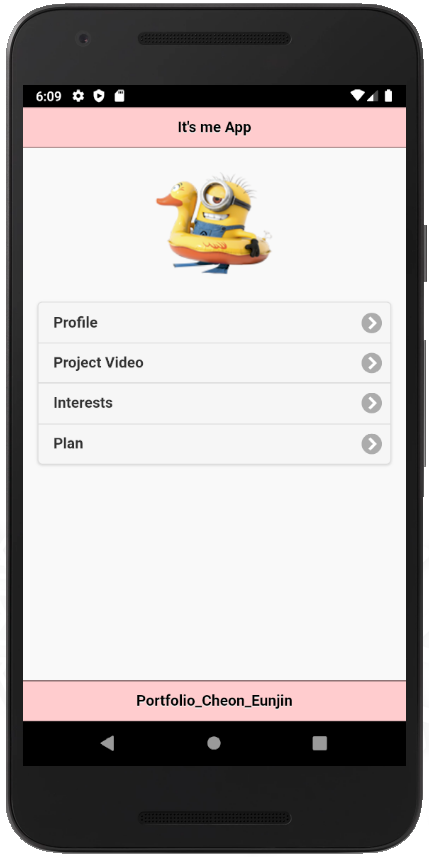 6:09
It's me App
Profile
Project Video
Interests
Plan
Portfolio_Cheon_Eunjin